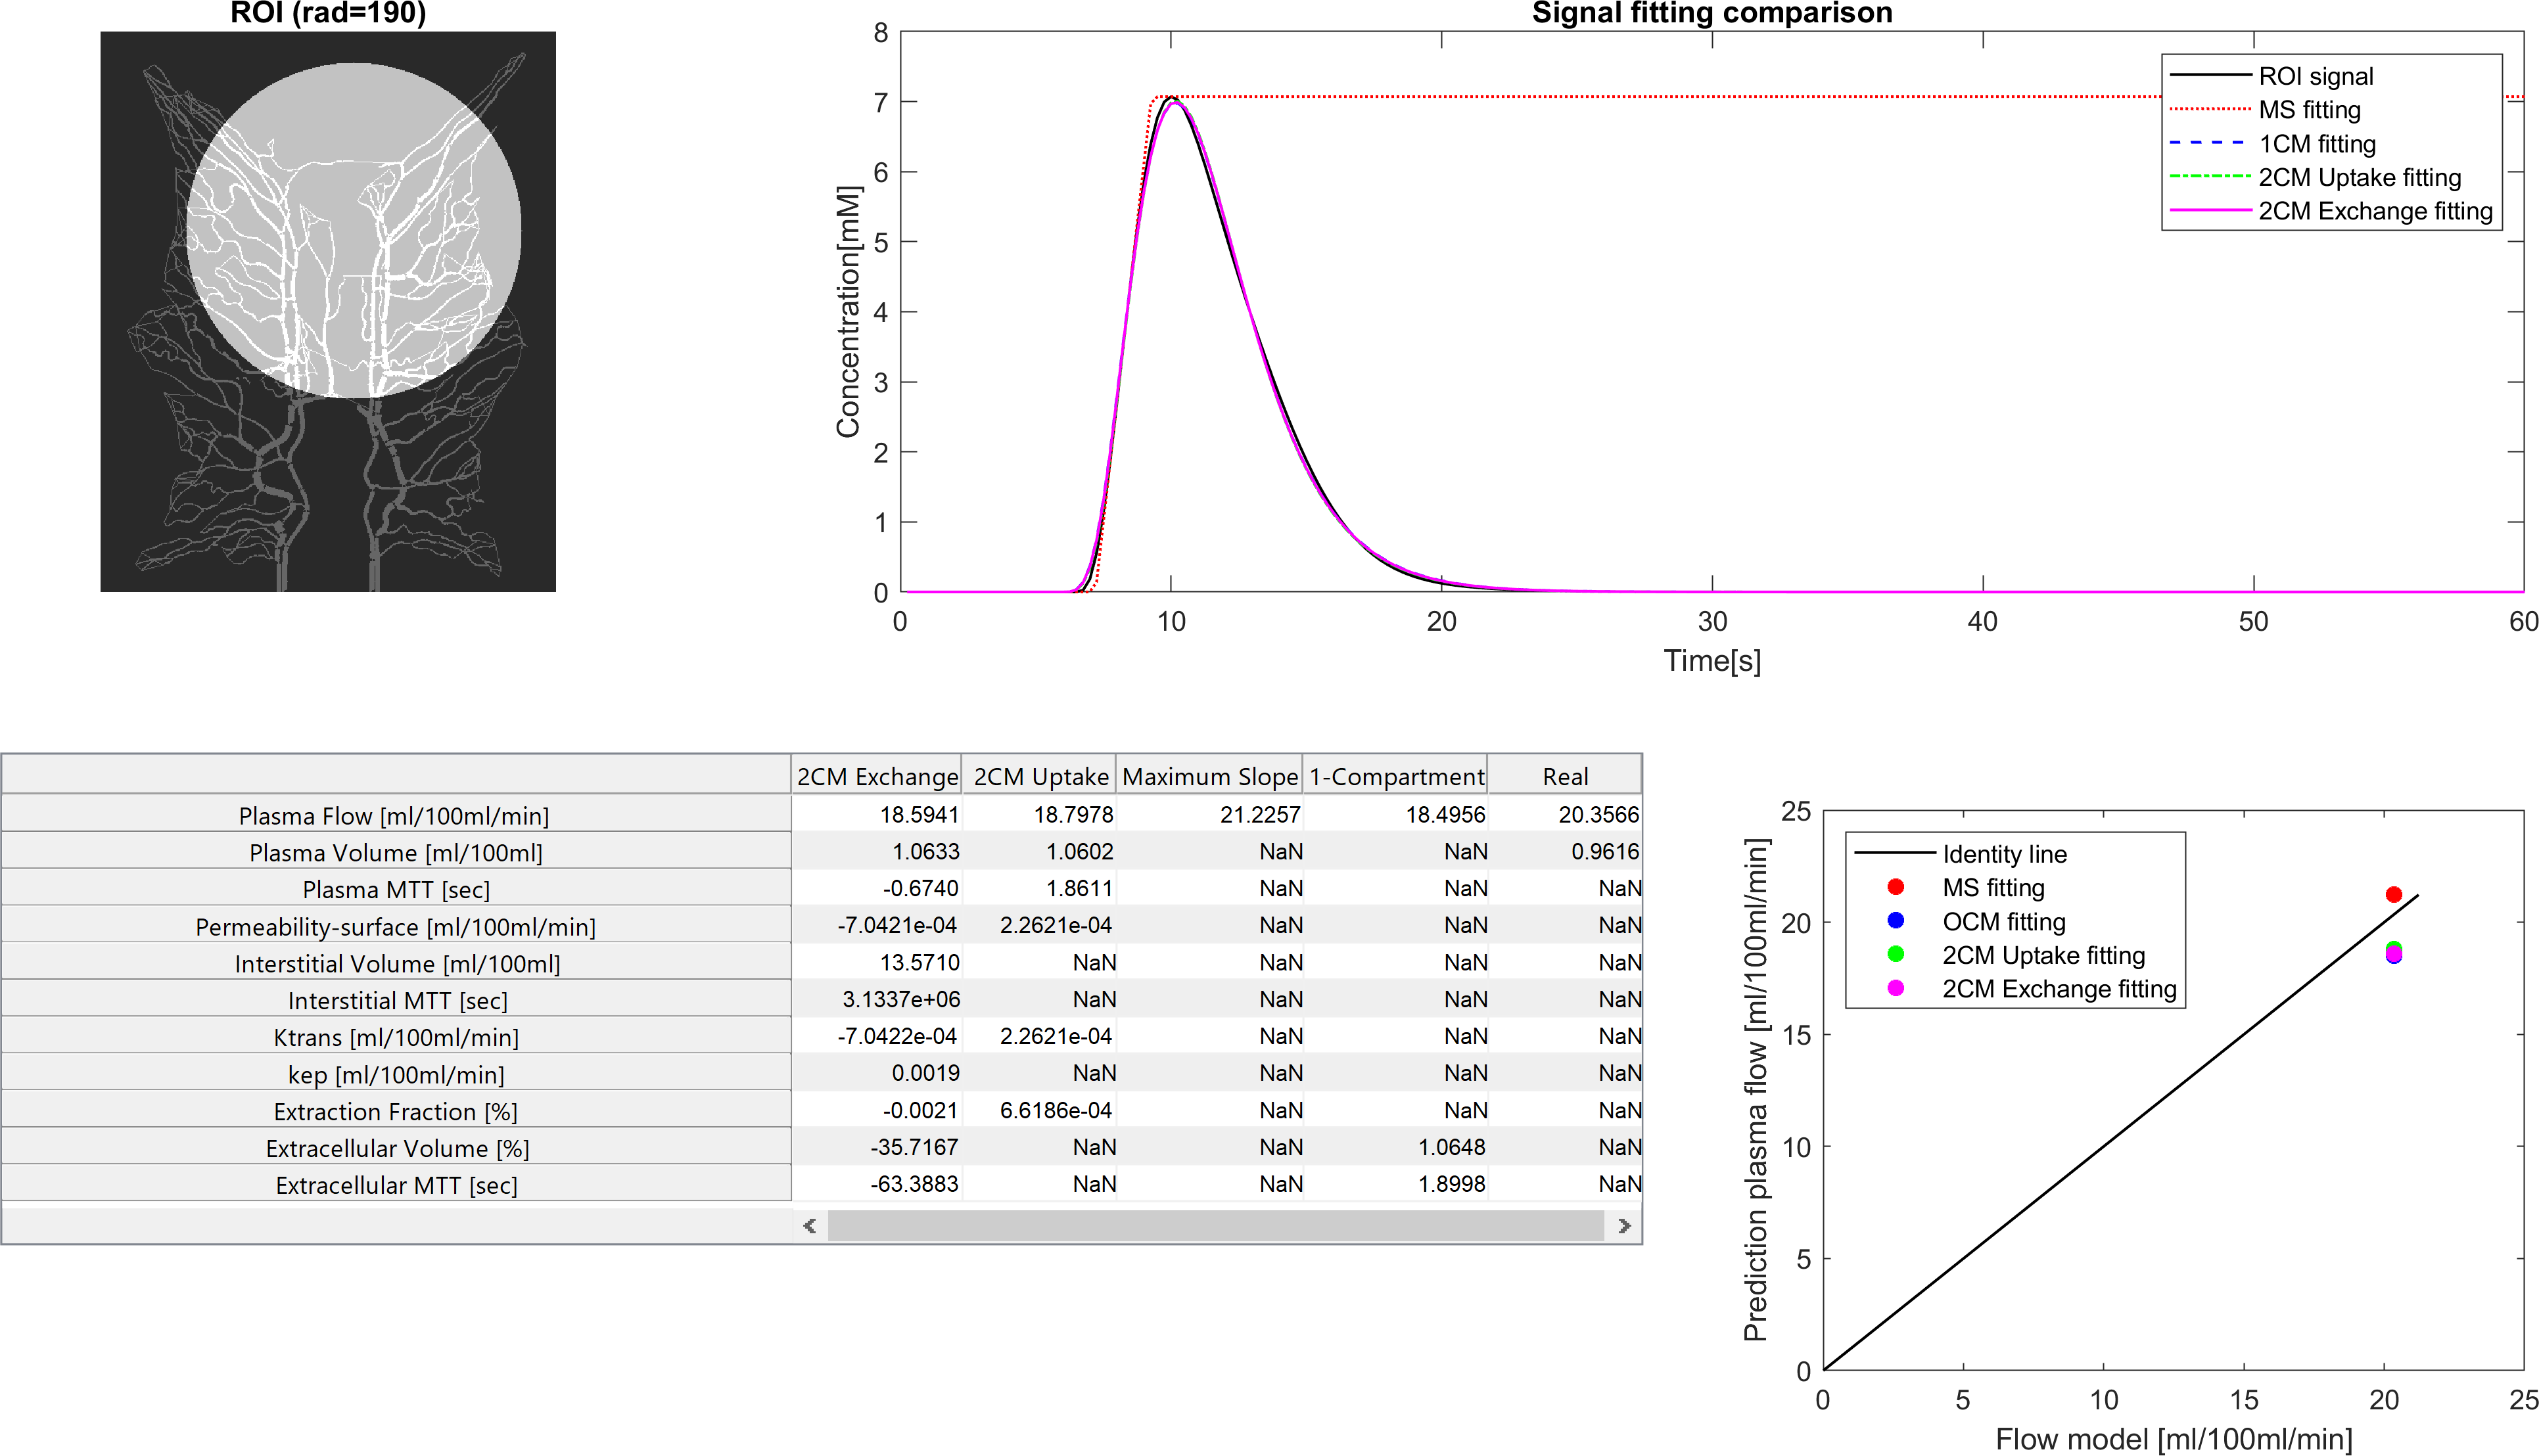 ROI (rad=190)
Signal fitting comparison
8
7
6
5
4
3
2
1
0
Concentration[mM]
0 10 20 30 40 50 60
Time[s]
ROI signal
MS fitting
1CM fitting
2CM Uptake fitting
2CM Exchange fitting
2CM Exchange 2CM Uptake Maximum Slope 1-Compartment Real
Plasma Flow [ml/100ml/min] 18.5941 18.7978 21.2257 18.4956 20.3566
Plasma Volume [ml/100ml] 1.0633 1.0602 NaN NaN 0.9616
Plasma MTT [sec] -0.6740 1.8611 NaN NaN NaN
Permeability-surface [ml/100ml/min] -7.0421e-04 2.2621e-04 NaN NaN NaN
Interstitial Volume [ml/100ml] 13.5710 NaN NaN NaN NaN
Interstitial MTT [sec] 3.1337e+06 NaN NaN NaN NaN
Ktrans [ml/100ml/min] -7.0422e-04 2.2621e-04 NaN NaN NaN
kep [ml/100ml/min] 0.0019 NaN NaN NaN NaN
Extraction Fraction [%] -0.0021 6.6186e-04 NaN NaN NaN
Extracellular Volume [%] -35.7167 NaN NaN 1.0648 NaN
Extracellular MTT [sec] -63.3883 NaN NaN 1.8998 NaN
25
20
15
10
5
0
Prediction plasma flow [ml/100ml/min]
Identity line
MS fitting
OCM fitting
2CM Uptake fitting
2CM Exchange fitting
0 5 10 15 20 25
Flow model [ml/100ml/min]